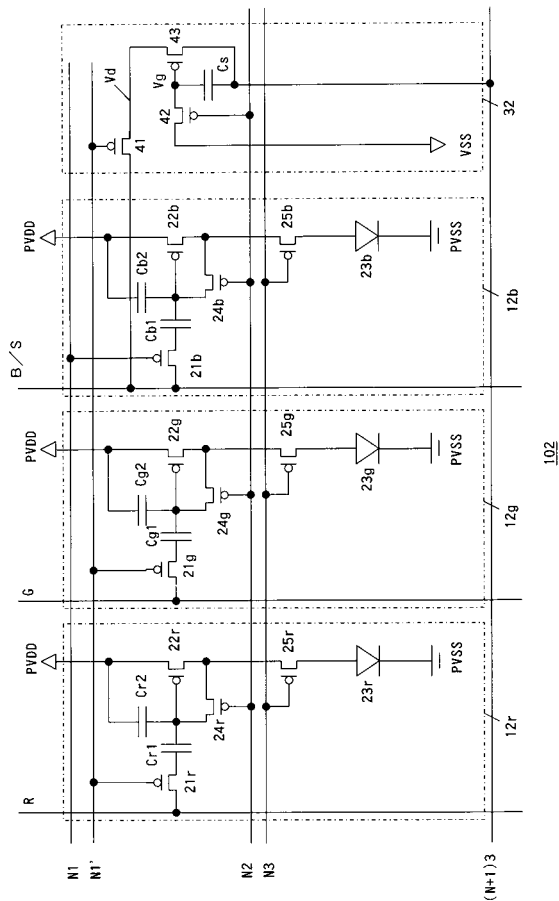 R
G
B/S
PVDD
PVDD
PVDD
N1
N1'
Cr2
Cg2
Cb2
Vd
41
43
22r
22g
22b
Vg
Cs
42
Cr1
Cg1
Cb1
21r
21g
21b
24r
24g
24b
N2
N3
25r
25g
25b
23r
23g
23b
VSS
PVSS
PVSS
PVSS
12r
12g
12b
32
(N+1)3
102